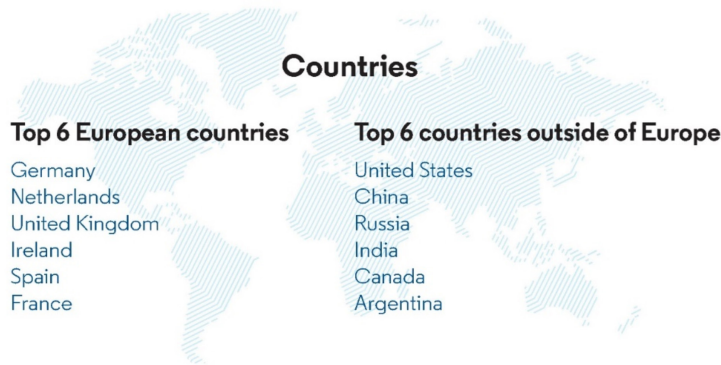 Countries
Top 6 European countries
Germany
Netherlands
United Kingdom
Ireland
Spain
France
Top 6 countries outside of Europe
United States
China
Russia
India
Canada
Argentina